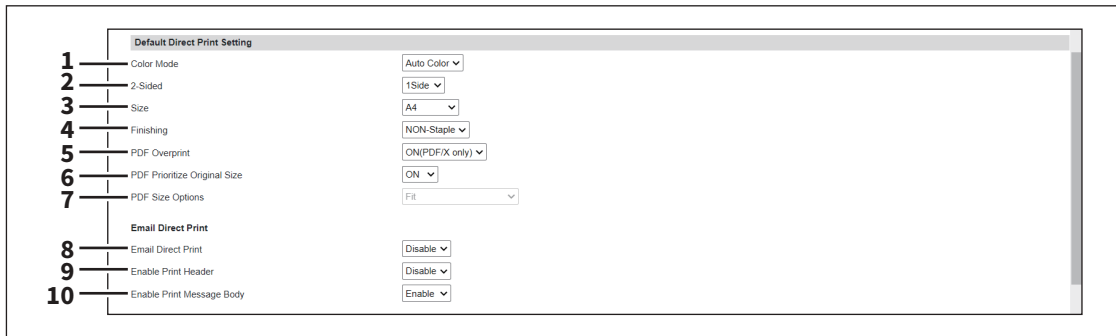 Default Direct Print Setting
1 Color Mode Auto Color
2 2-Sided 1Side
3 Size A4
4 Finishing NON-Staple
5 PDF Overprint ON(PDF/X only)
6 PDF Prioritize Original Size ON
7 PDF Size Options Fit
Email Direct Print
8 Email Direct Print Disable
9 Enable Print Header Disable
10 Enable Print Message Body Enable